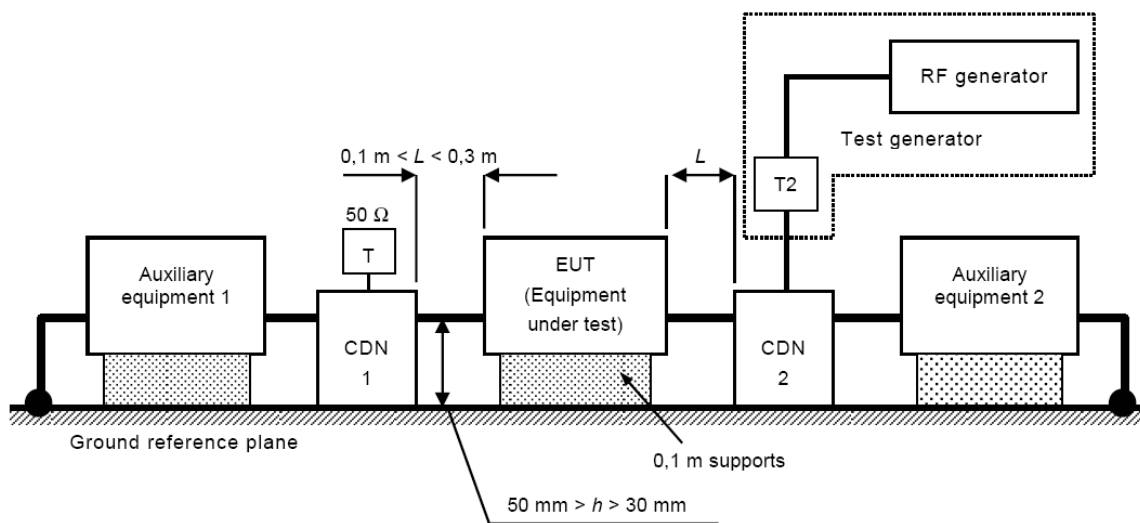 RF generator
Test generator
0,1 m < L < 0,3 m
L
T2
50 Ω
T
Auxiliary
equipment 1
EUT
(Equipment
under test)
Auxiliary
equipment 2
CDN
1
CDN
2
Ground reference plane
0,1 m supports
50 mm > h > 30 mm